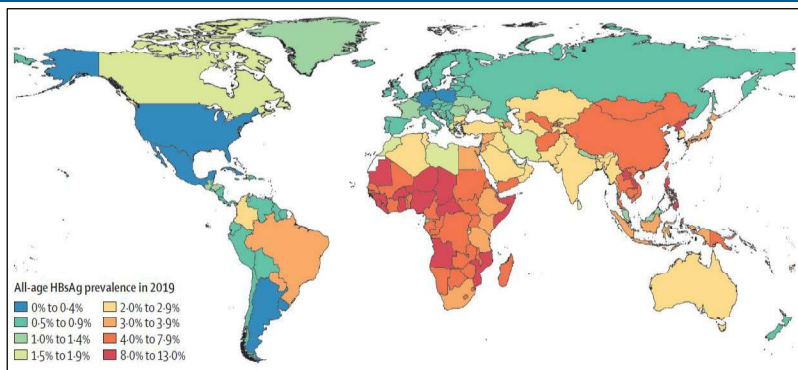 All-age HBsAg prevalence in 2019
0% to 0·4%
0·5% to 0·9%
1·0% to 1·4%
1·5% to 1·9%
2·0% to 2·9%
3·0% to 3·9%
4·0% to 7·9%
8·0% to 13·0%